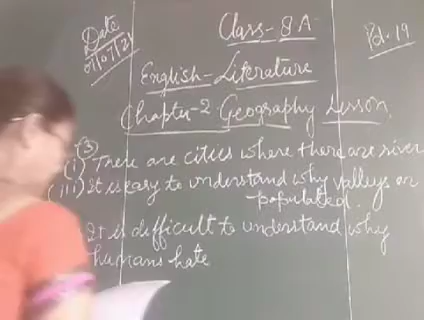 Date
01/07/21
Class-8A
Pd-19
English-Literature
Chapter-2 Geography Lesson
(3)
(i) There are cities where there are river
(ii) It is easy to understand why valleys are
populated.
It is difficult to understand why
humans hate